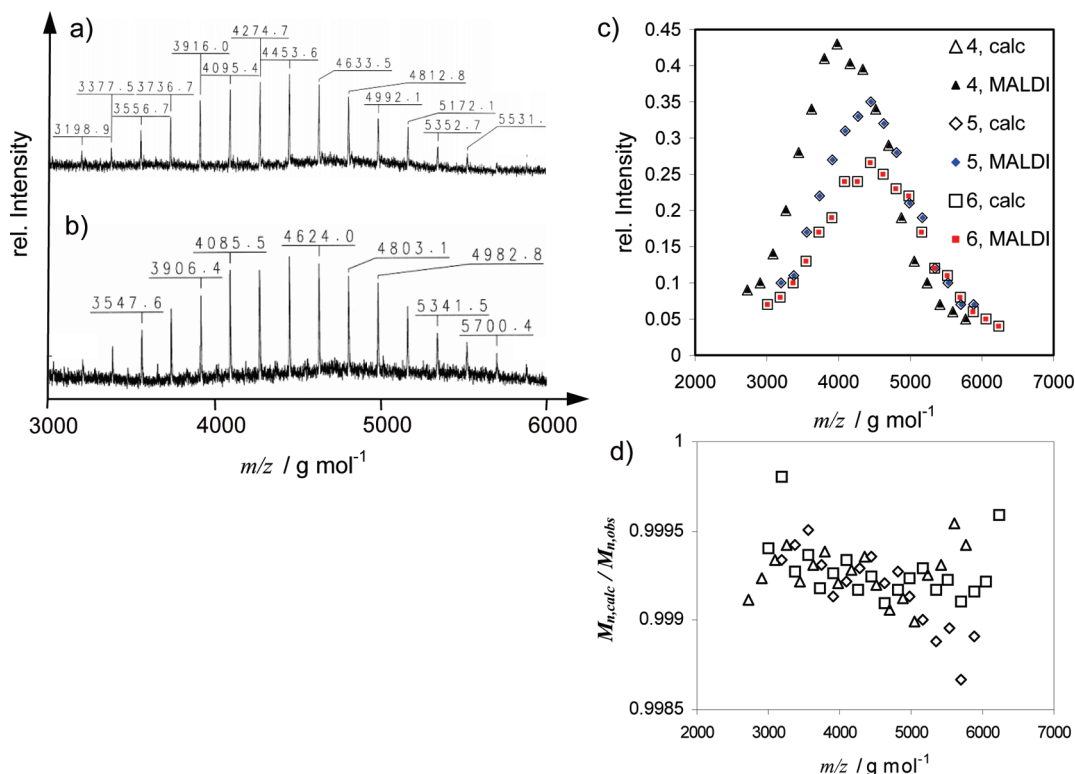 a)
4274.7
3916.0
4453.6
4095.4
4633.5
3377.5
3736.7
4812.8
3556.7
4992.1
3198.9
5172.1
5352.7
5531.
rel. Intensity
b)
4624.0
4085.5
4803.1
3906.4
4982.8
3547.6
5341.5
5700.4
3000
4000
5000
6000
m/z / g mol-1
c)
0.45
0.4
0.35
0.3
0.25
0.2
0.15
0.1
0.05
0
rel. Intensity
4, calc
4, MALDI
5, calc
5, MALDI
6, calc
6, MALDI
2000 3000 4000 5000 6000 7000
m/z / g mol-1
d)
1
0.9995
0.999
0.9985
Mn,calc / Mn,obs
2000 3000 4000 5000 6000 7000
m/z / g mol-1